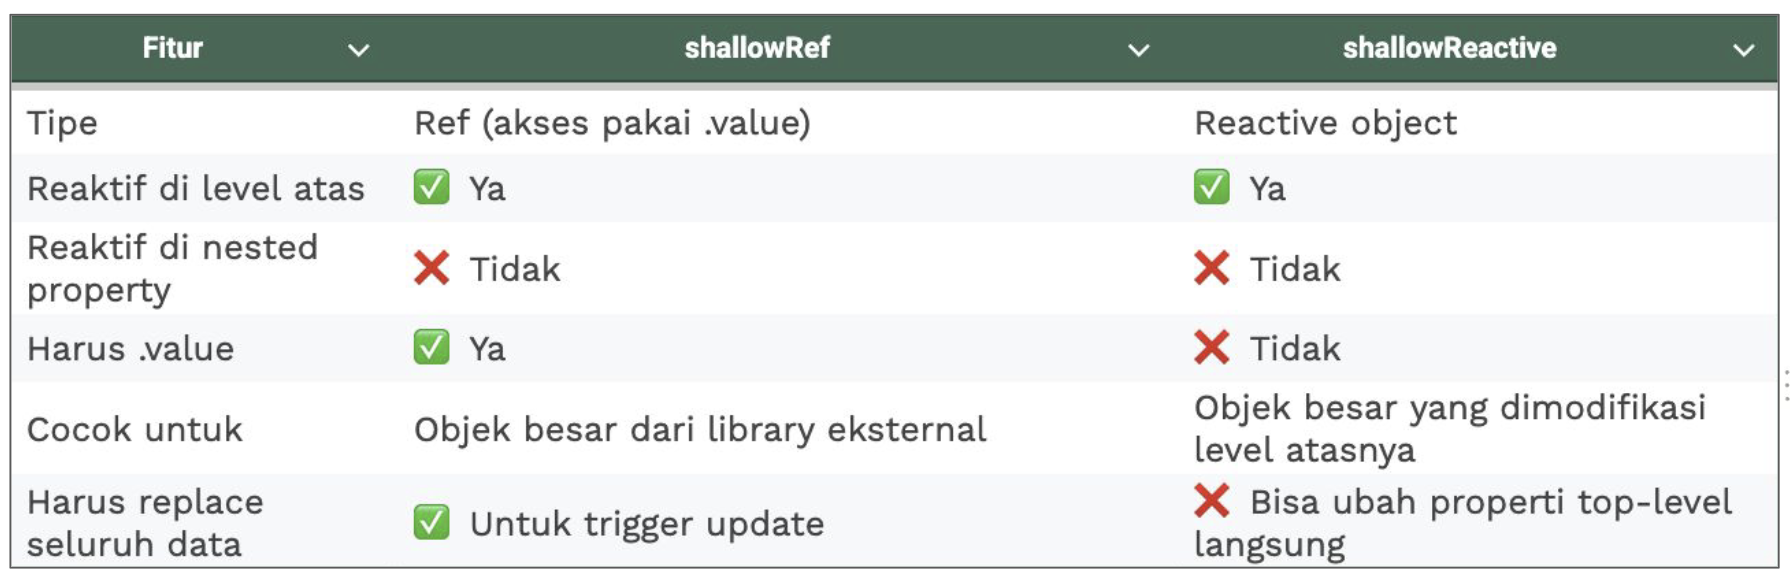 Fitur shallowRef shallowReactive
Tipe Ref (akses pakai .value) Reactive object
Reaktif di level atas ✅ Ya ✅ Ya
Reaktif di nested
property ❌ Tidak ❌ Tidak
Harus .value ✅ Ya ❌ Tidak
Cocok untuk Objek besar dari library eksternal Objek besar yang dimodifikasi
level atasnya
Harus replace
seluruh data ✅ Untuk trigger update ❌ Bisa ubah properti top-level
langsung